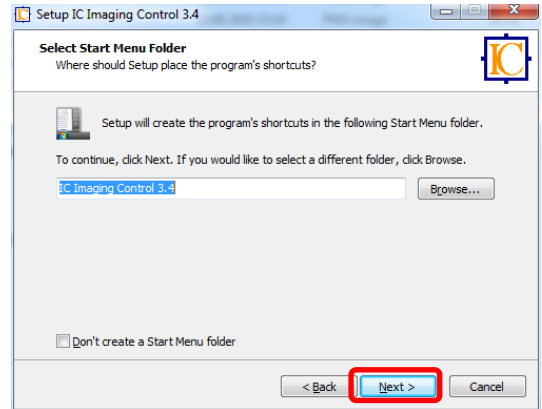 Setup IC Imaging Control 3.4
Select Start Menu Folder
Where should Setup place the program's shortcuts?
IC
Setup will create the program's shortcuts in the following Start Menu folder.
To continue, click Next. If you would like to select a different folder, click Browse.
IC Imaging Control 3.4
Browse...
Don't create a Start Menu folder
< Back
Next >
Cancel